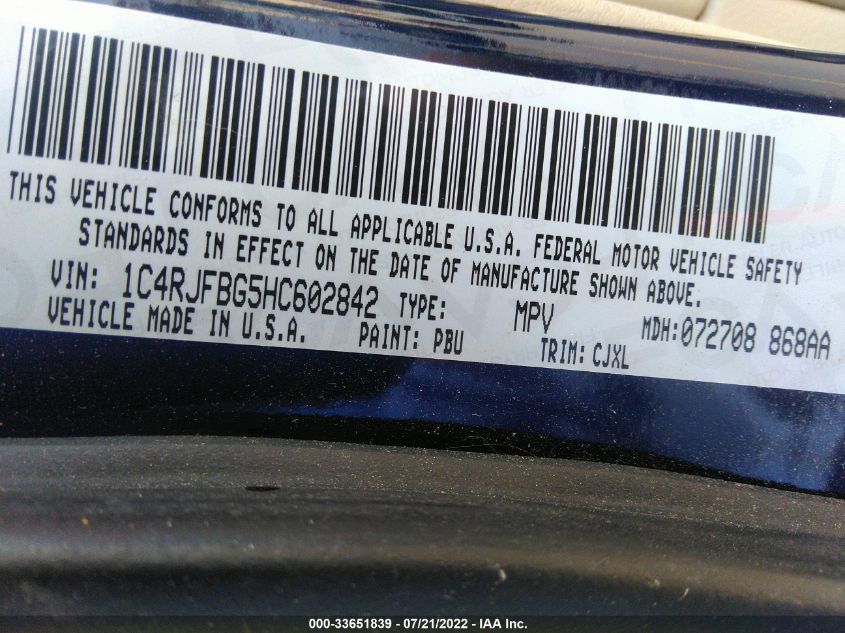 THIS VEHICLE CONFORMS TO ALL APPLICABLE U.S.A. FEDERAL MOTOR VEHICLE SAFETY
STANDARDS IN EFFECT ON THE DATE OF MANUFACTURE SHOWN ABOVE.
VIN: 1C4RJFBG5HC602842 TYPE: MPV MDH:072708 868AA
VEHICLE MADE IN U.S.A. PAINT: PBU TRIM: CJXL
000-33651839 - 07/21/2022 - IAA Inc.